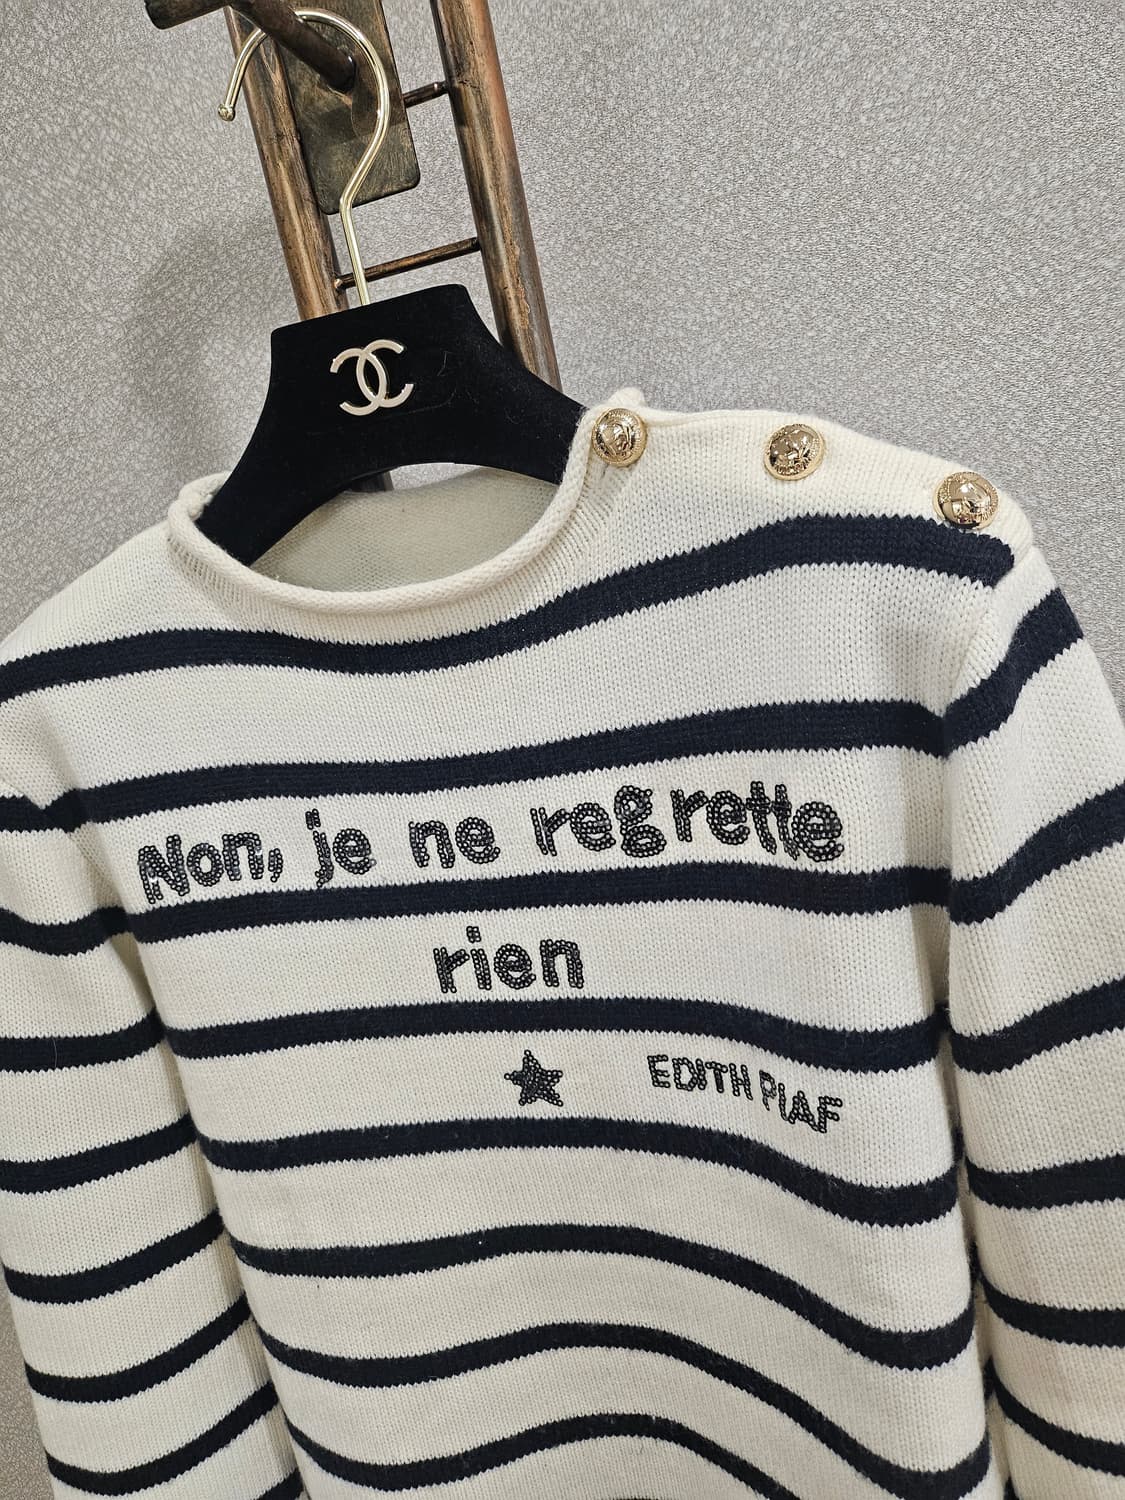 Non, je ne regrette
rien
EDITH PIAF